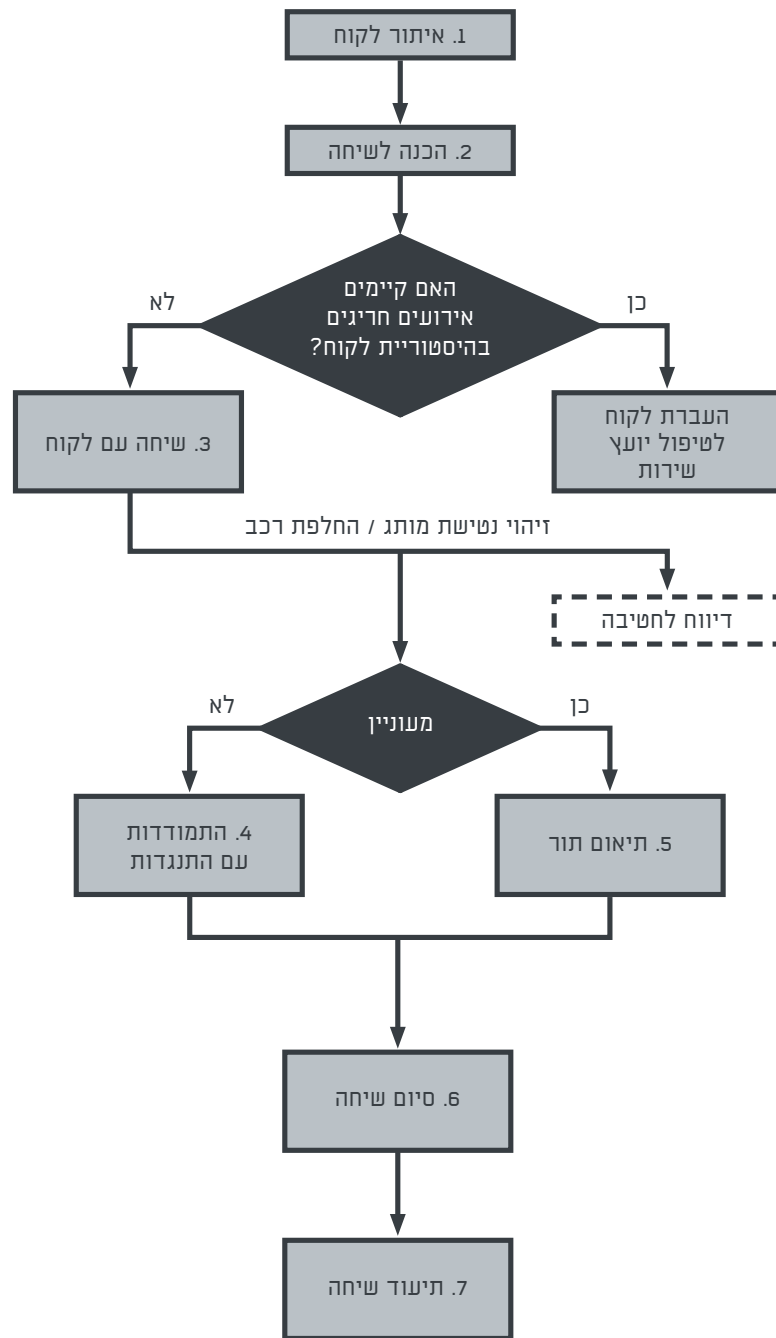 1. איתור לקוח
2. הכנה לשיחה
האם קיימים
אירועים חריגים
בהיסטוריית לקוח?
כן
לא
העברת לקוח
לטיפול יועץ
שירות
3. שיחה עם לקוח
זיהוי נטישת מותג / החלפת רכב
דיווח לחטיבה
מעוניין
כן
לא
5. תיאום תור
4. התמודדות
עם התנגדות
6. סיום שיחה
7. תיעוד שיחה